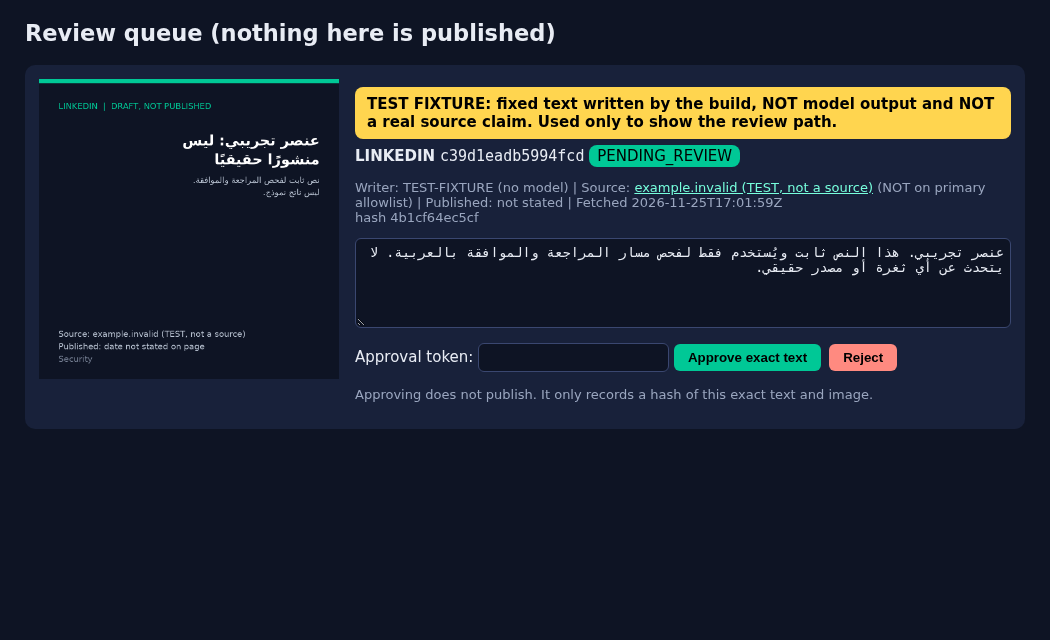 Review queue (nothing here is published)
LINKEDIN | DRAFT, NOT PUBLISHED
عنصر تجريبي: ليس
منشورًا حقيقيًا
نص ثابت لفحص المراجعة والموافقة.
ليس ناتج نموذج.
Source: example.invalid (TEST, not a source)
Published: date not stated on page
Security
TEST FIXTURE: fixed text written by the build, NOT model output and NOT
a real source claim. Used only to show the review path.
LINKEDIN c39d1eadb5994fcd PENDING_REVIEW
Writer: TEST-FIXTURE (no model) | Source: example.invalid (TEST, not a source) (NOT on primary
allowlist) | Published: not stated | Fetched 2026-11-25T17:01:59Z
hash 4b1cf64ec5cf
عنصر تجريبي. هذا النص ثابت ويُستخدم فقط لفحص مسار المراجعة والموافقة بالعربية. لا
يتحدث عن أي ثغرة أو مصدر حقيقي.
Approval token: Approve exact text Reject
Approving does not publish. It only records a hash of this exact text and image.